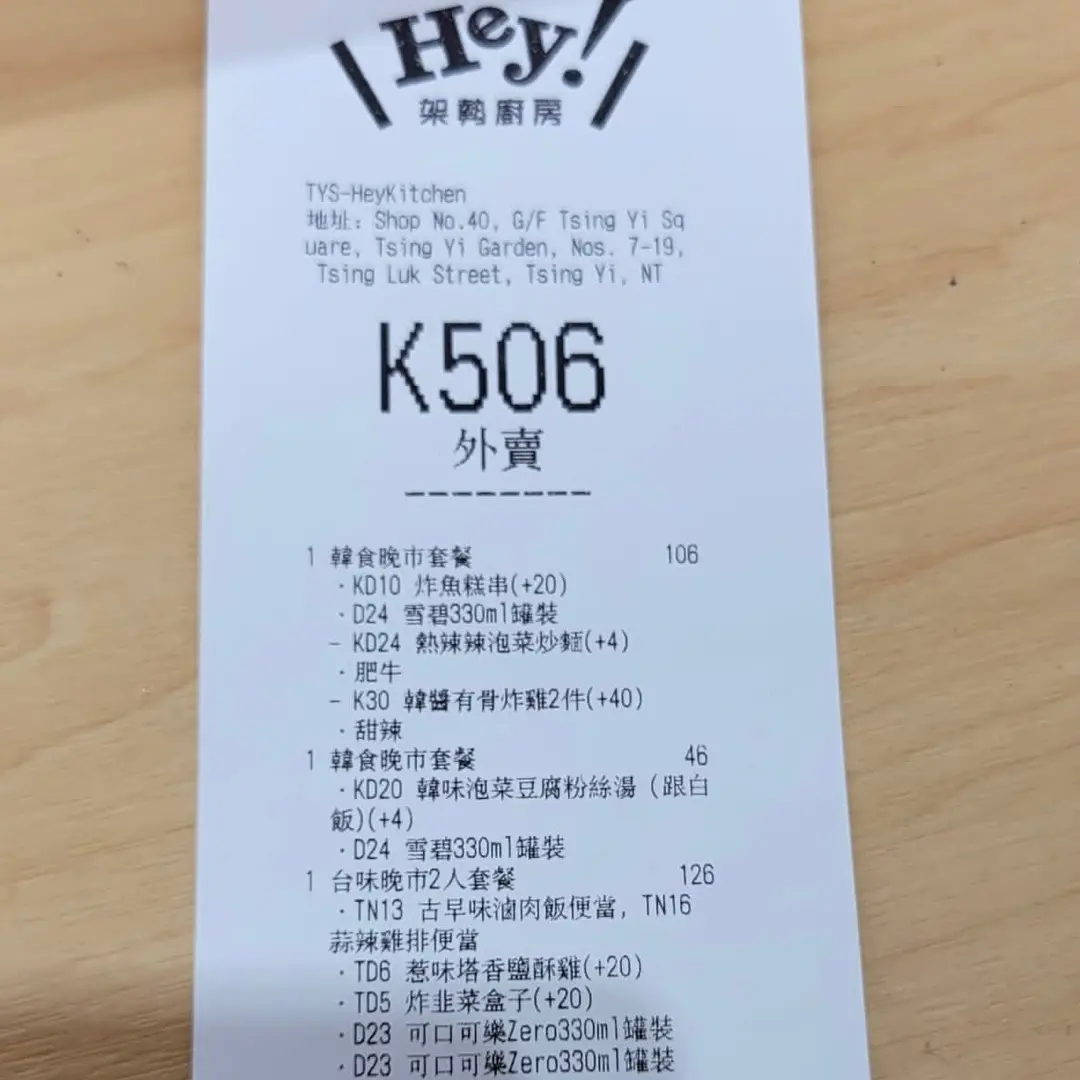 Hey!
架勢廚房
TYS-HeyKitchen
地址: Shop No.40, G/F Tsing Yi Sq
uare, Tsing Yi Garden, Nos. 7-19,
Tsing Luk Street, Tsing Yi, NT
K506
外賣
--------
1 韓食晚市套餐 106
·KD10 炸魚糕串(+20)
·D24 雪碧330ml罐裝
- KD24 熱辣辣泡菜炒麵(+4)
·肥牛
- K30 韓醬有骨炸雞2件(+40)
·甜辣
1 韓食晚市套餐 46
·KD20 韓味泡菜豆腐粉絲湯 (跟白
飯)(+4)
·D24 雪碧330ml罐裝
1 台味晚市2人套餐 126
·TN13 古早味滷肉飯便當, TN16
蒜辣雞排便當
·TD6 惹味塔香鹽酥雞(+20)
·TD5 炸韭菜盒子(+20)
·D23 可口可樂Zero330ml罐裝
·D23 可口可樂Zero330ml罐裝